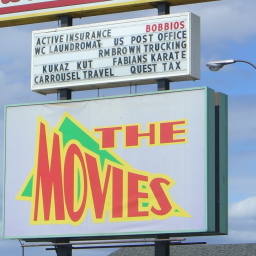 BOBBIOS
ACTIVE INSURANCE
US POST OFFICE
WC LAUNDROMAT
RMBROWN TRUCKING
KUKAZ KUT
FABIANS KARATE
CARROUSEL TRAVEL
QUEST TAX
THE
MOVIES